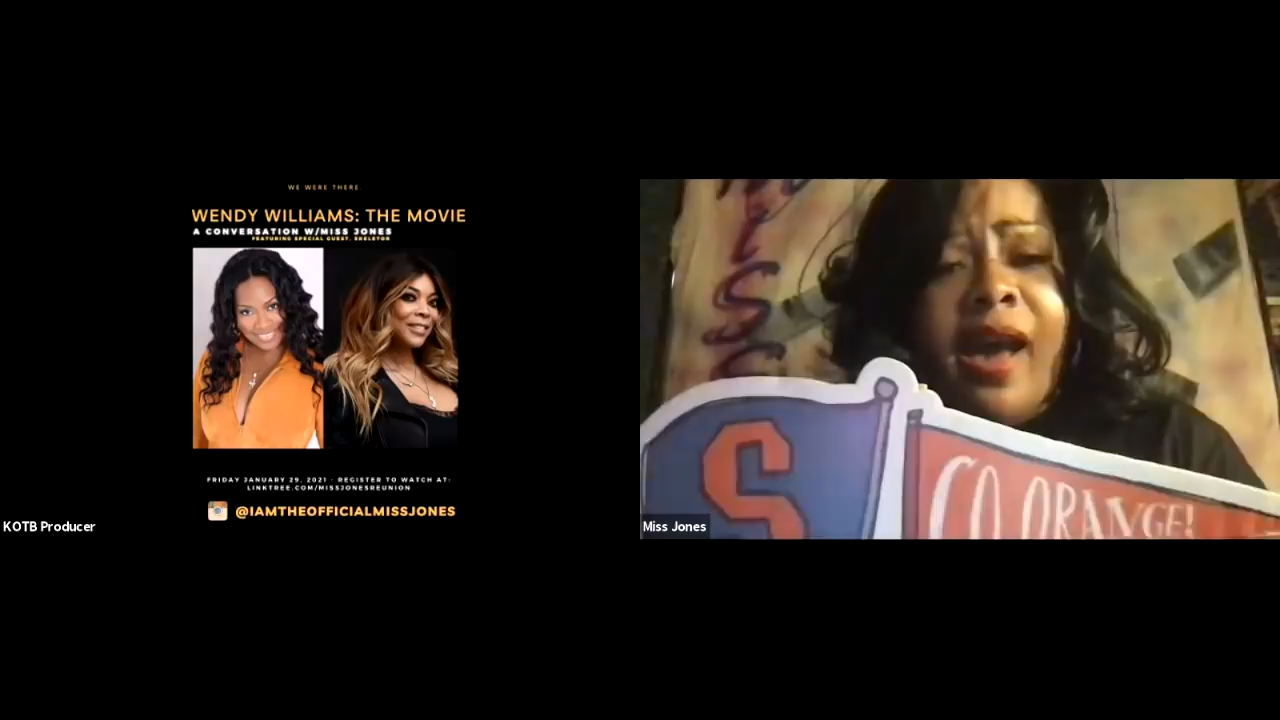 WE WERE THERE.
WENDY WILLIAMS: THE MOVIE
A CONVERSATION W/MISS JONES
FEATURING SPECIAL GUEST, SKELETOR
FRIDAY JANUARY 29, 2021 - REGISTER TO WATCH AT:
LINKTREE.COM/MISSJONESREUNION
@IAMTHEOFFICIALMISSJONES
KOTB Producer
S
GO ORANGE!
Miss Jones